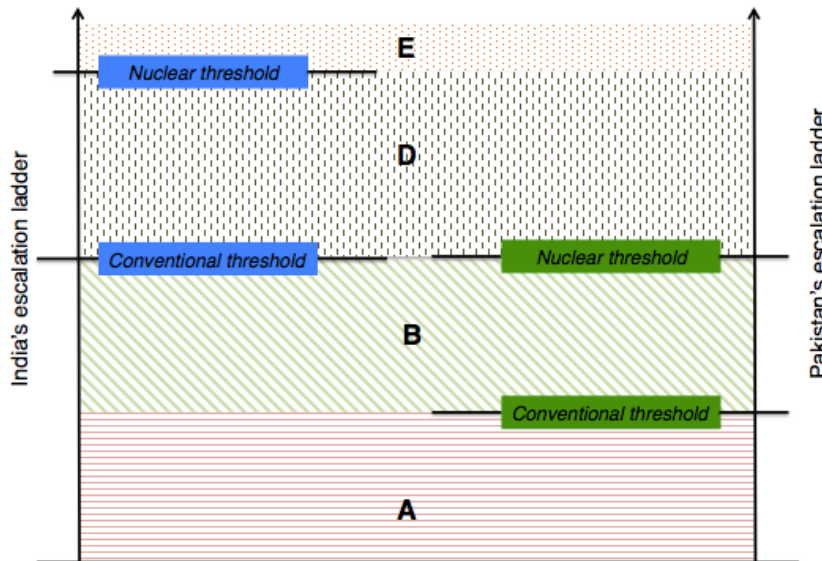 E
Nuclear threshold
D
Conventional threshold
Nuclear threshold
B
Conventional threshold
A
India's escalation ladder
Pakistan's escalation ladder